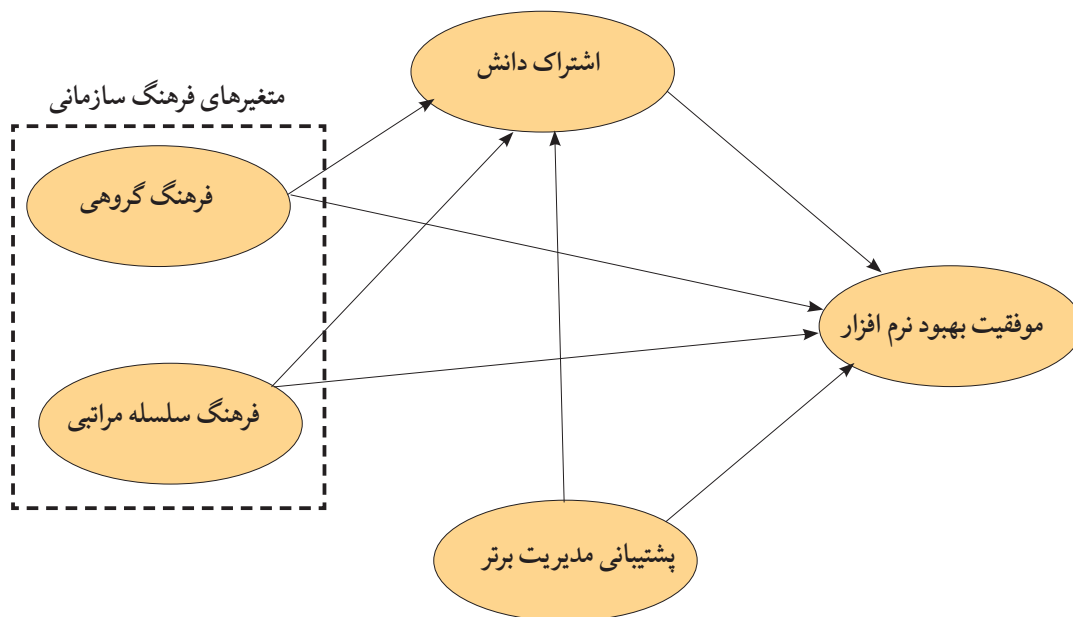 اشتراک دانش
متغیرهای فرهنگ سازمانی
فرهنگ گروهی
موفقیت بهبود نرم افزار
فرهنگ سلسله مراتبی
پشتیبانی مدیریت برتر